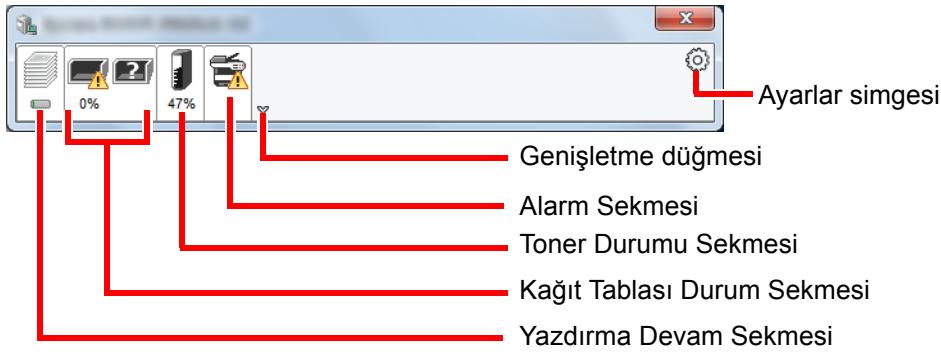 ?
0%
47%
Ayarlar simgesi
Genişletme düğmesi
Alarm Sekmesi
Toner Durumu Sekmesi
Kağıt Tablası Durum Sekmesi
Yazdırma Devam Sekmesi